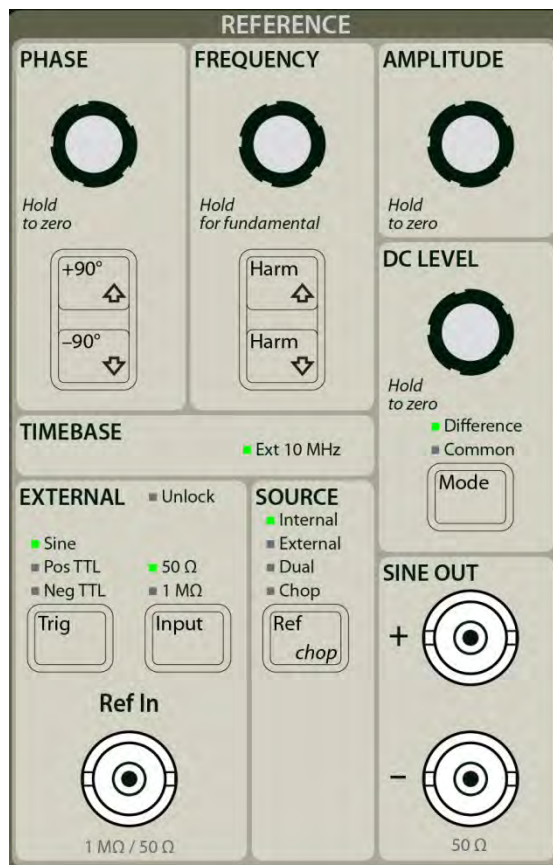 REFERENCE
PHASE
Hold
to zero
+90°
–90°
FREQUENCY
Hold
for fundamental
Harm
Harm
AMPLITUDE
Hold
to zero
DC LEVEL
Hold
to zero
Difference
Common
Mode
TIMEBASE
Ext 10 MHz
EXTERNAL
Unlock
Sine
Pos TTL
Neg TTL
50 Ω
1 MΩ
Trig
Input
Ref In
1 MΩ / 50 Ω
SOURCE
Internal
External
Dual
Chop
Ref
chop
SINE OUT
+
–
50 Ω